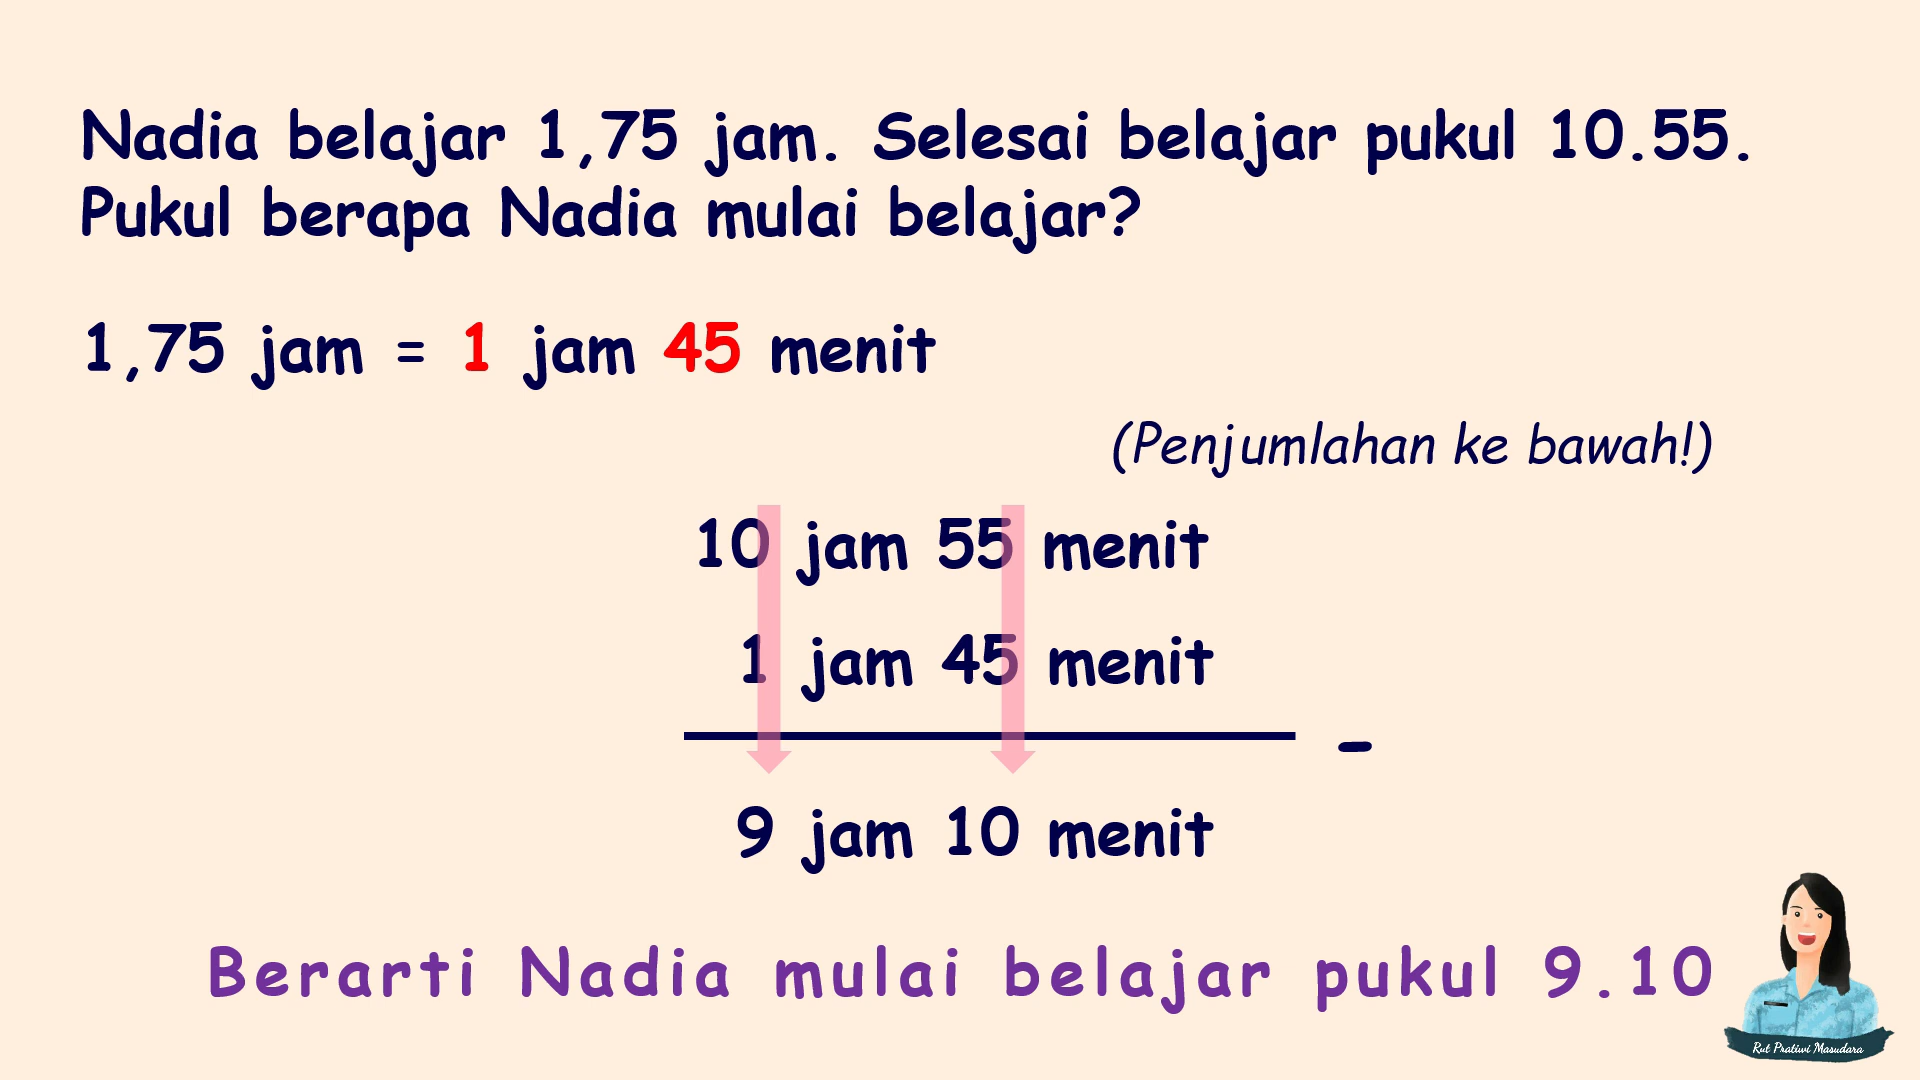 Nadia belajar 1,75 jam. Selesai belajar pukul 10.55.
Pukul berapa Nadia mulai belajar?
1,75 jam = 1 jam 45 menit
(Penjumlahan ke bawah!)
10 jam 55 menit
1 jam 45 menit
-
9 jam 10 menit
Berarti Nadia mulai belajar pukul 9.10
Rut Pratiwi Masudara